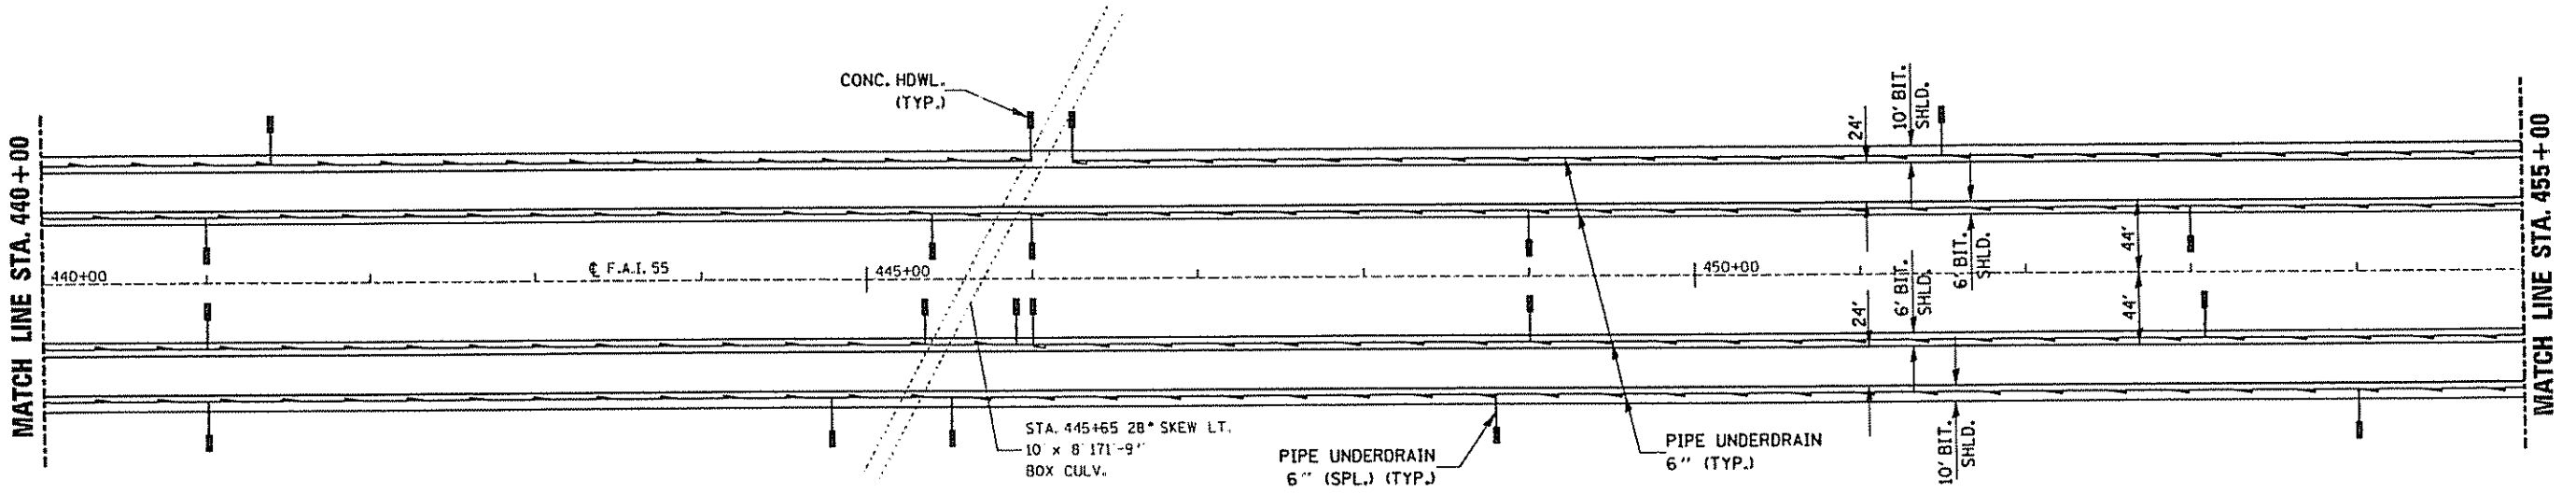 MATCH LINE STA. 440+00
CONC. HDWL.
(TYP.)
24'
10' BIT.
SHLD.
MATCH LINE STA. 455+00
440+00
℄ F.A.I. 55
445+00
450+00
6' BIT.
SHLD.
44'
6' BIT.
SHLD.
24'
44'
STA. 445+65 28° SKEW LT.
10' x 8' 171'-9"
BOX CULV.
PIPE UNDERDRAIN
6" (SPL.) (TYP.)
PIPE UNDERDRAIN
6" (TYP.)
10' BIT.
SHLD.